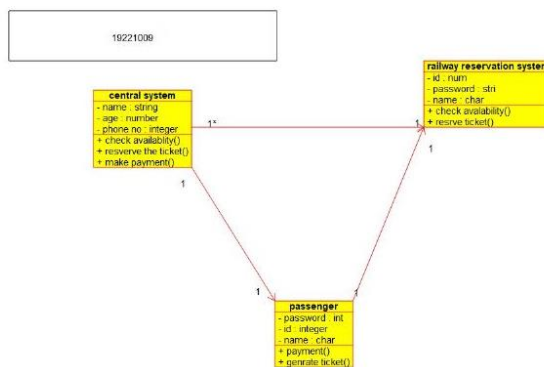 19221009
railway reservation system
- id : num
- password : stri
- name : char
+ check avalability()
+ resrve ticket()
central system
- name : string
- age : number
- phone no : integer
+ check availablity()
+ resverve the ticket()
+ make payment()
1*
1
1
1
1
1
passenger
- password : int
- id : integer
- name : char
+ payment()
+ genrate ticket()